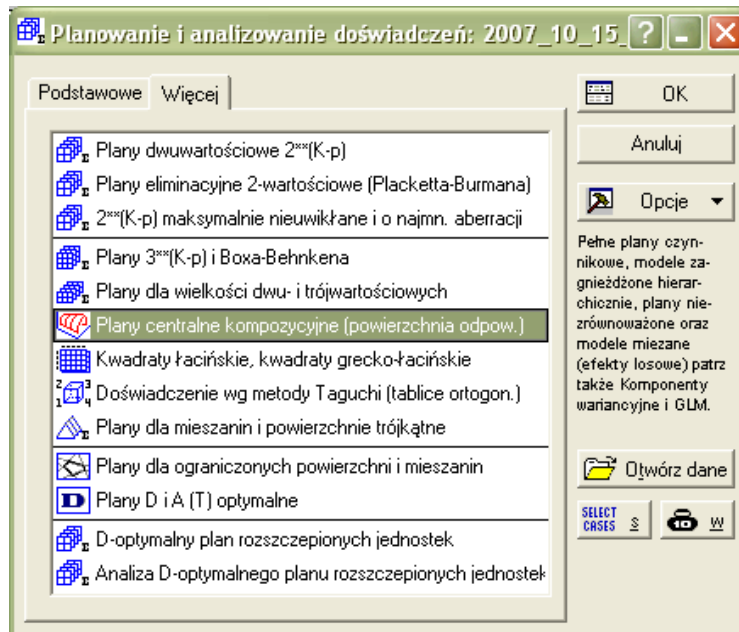 Planowanie i analizowanie doświadczeń: 2007_10_15_
Podstawowe
Więcej
Plany dwuwartościowe 2**(K-p)
Plany eliminacyjne 2-wartościowe (Placketta-Burmana)
2**(K-p) maksymalnie nieuwikłane i o najmn. aberracji
Plany 3**(K-p) i Boxa-Behnkena
Plany dla wielkości dwu- i trójwartościowych
Plany centralne kompozycyjne (powierzchnia odpow.)
Kwadraty łacińskie, kwadraty grecko-łacińskie
Doświadczenie wg metody Taguchi (tablice ortogon.)
Plany dla mieszanin i powierzchnie trójkątne
Plany dla ograniczonych powierzchni i mieszanin
Plany D i A (T) optymalne
D-optymalny plan rozszczepionych jednostek
Analiza D-optymalnego planu rozszczepionych jednostek
OK
Anuluj
Opcje
Pełne plany czyn-
nikowe, modele za-
gnieżdżone hierar-
chicznie, plany nie-
zrównoważone oraz
modele miezane
(efekty losowe) patrz
także Komponenty
wariancyjne i GLM.
Otwórz dane
SELECT
CASES S
W